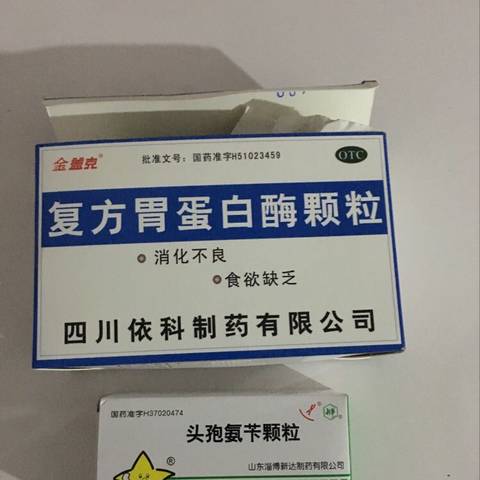 金盖克®
批准文号：国药准字H51023459
OTC
复方胃蛋白酶颗粒
消化不良
食欲缺乏
四川依科制药有限公司
国药准字H37020474
头孢氨苄颗粒
山东淄博新达制药有限公司
®